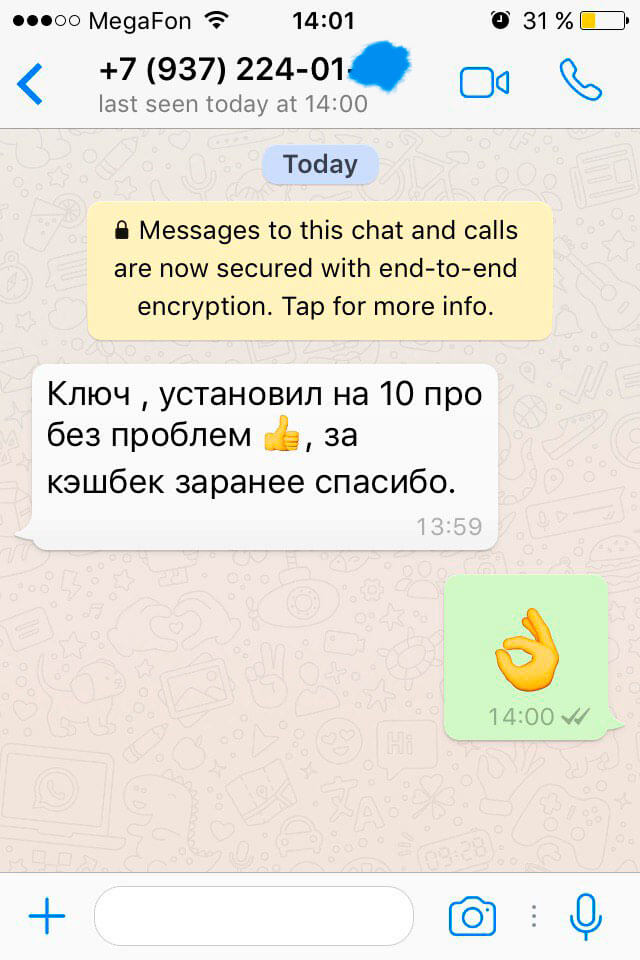 MegaFon 14:01 31 %
+7 (937) 224-01-
last seen today at 14:00
Today
Messages to this chat and calls
are now secured with end-to-end
encryption. Tap for more info.
Ключ , установил на 10 про
без проблем 👍, за
кэшбек заранее спасибо.
13:59
👌
14:00
Hi